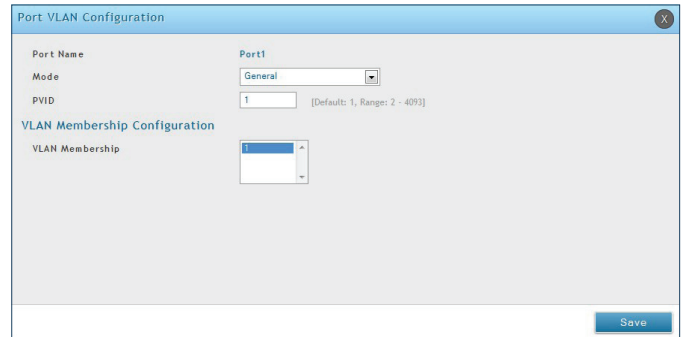 Port VLAN Configuration X
Port Name Port1
Mode General
PVID 1 [Default: 1, Range: 2 - 4093]
VLAN Membership Configuration
VLAN Membership 1
Save